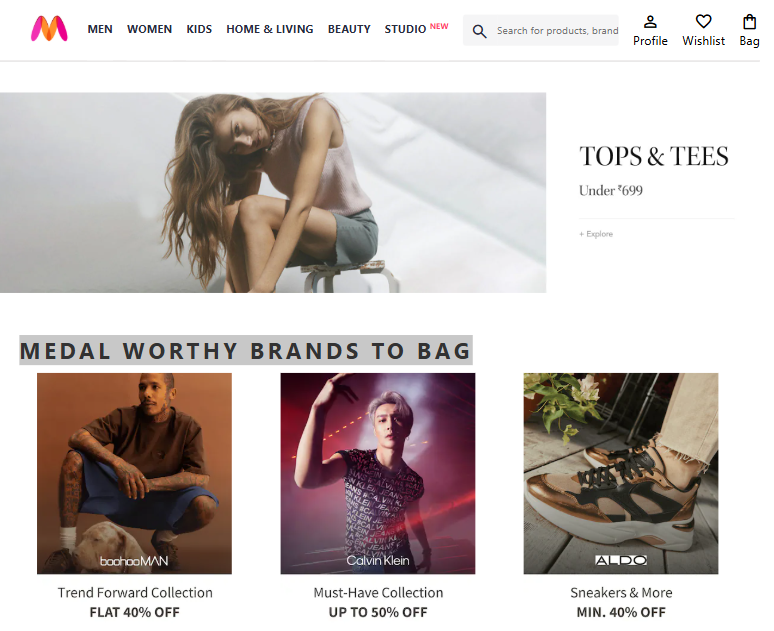 MEN WOMEN KIDS HOME & LIVING BEAUTY STUDIO NEW Search for products, brand
Profile Wishlist Bag
TOPS & TEES
Under ₹699
+ Explore
MEDAL WORTHY BRANDS TO BAG
boohooMAN
Calvin Klein
ALDO
Trend Forward Collection
FLAT 40% OFF
Must-Have Collection
UP TO 50% OFF
Sneakers & More
MIN. 40% OFF